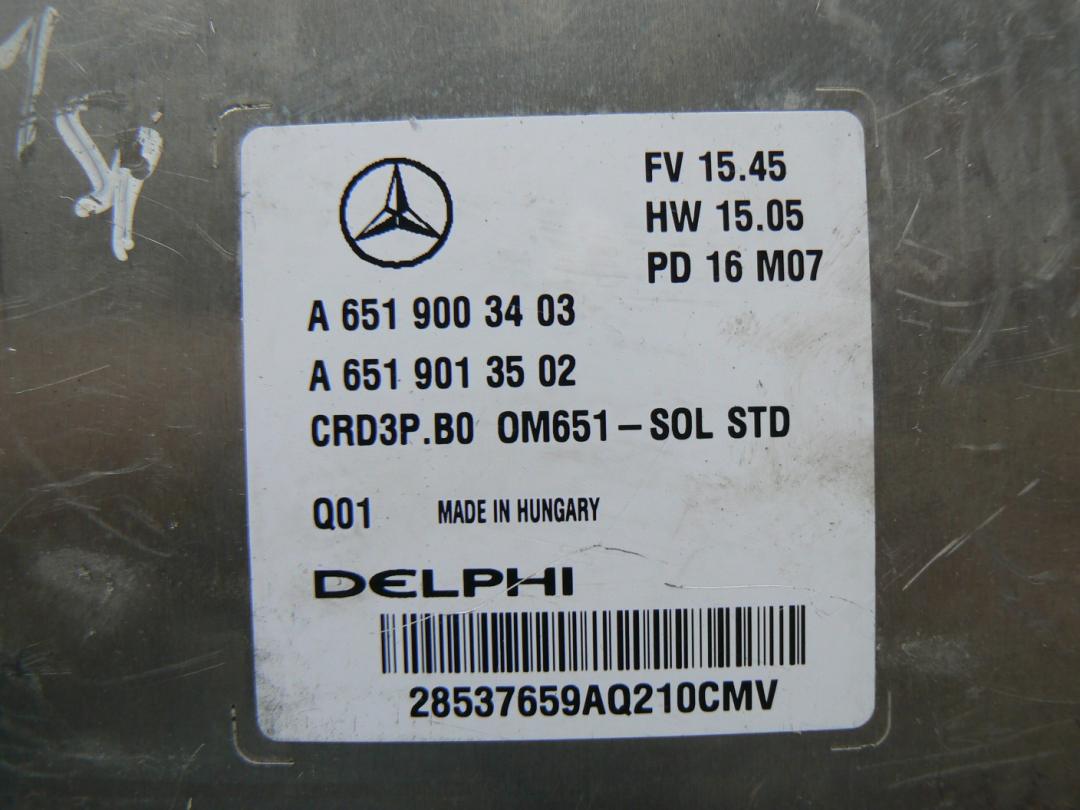 FV 15.45
HW 15.05
PD 16 M07
A 651 900 34 03
A 651 901 35 02
CRD3P.B0 OM651-SOL STD
Q01 MADE IN HUNGARY
DELPHI
28537659AQ210CMV